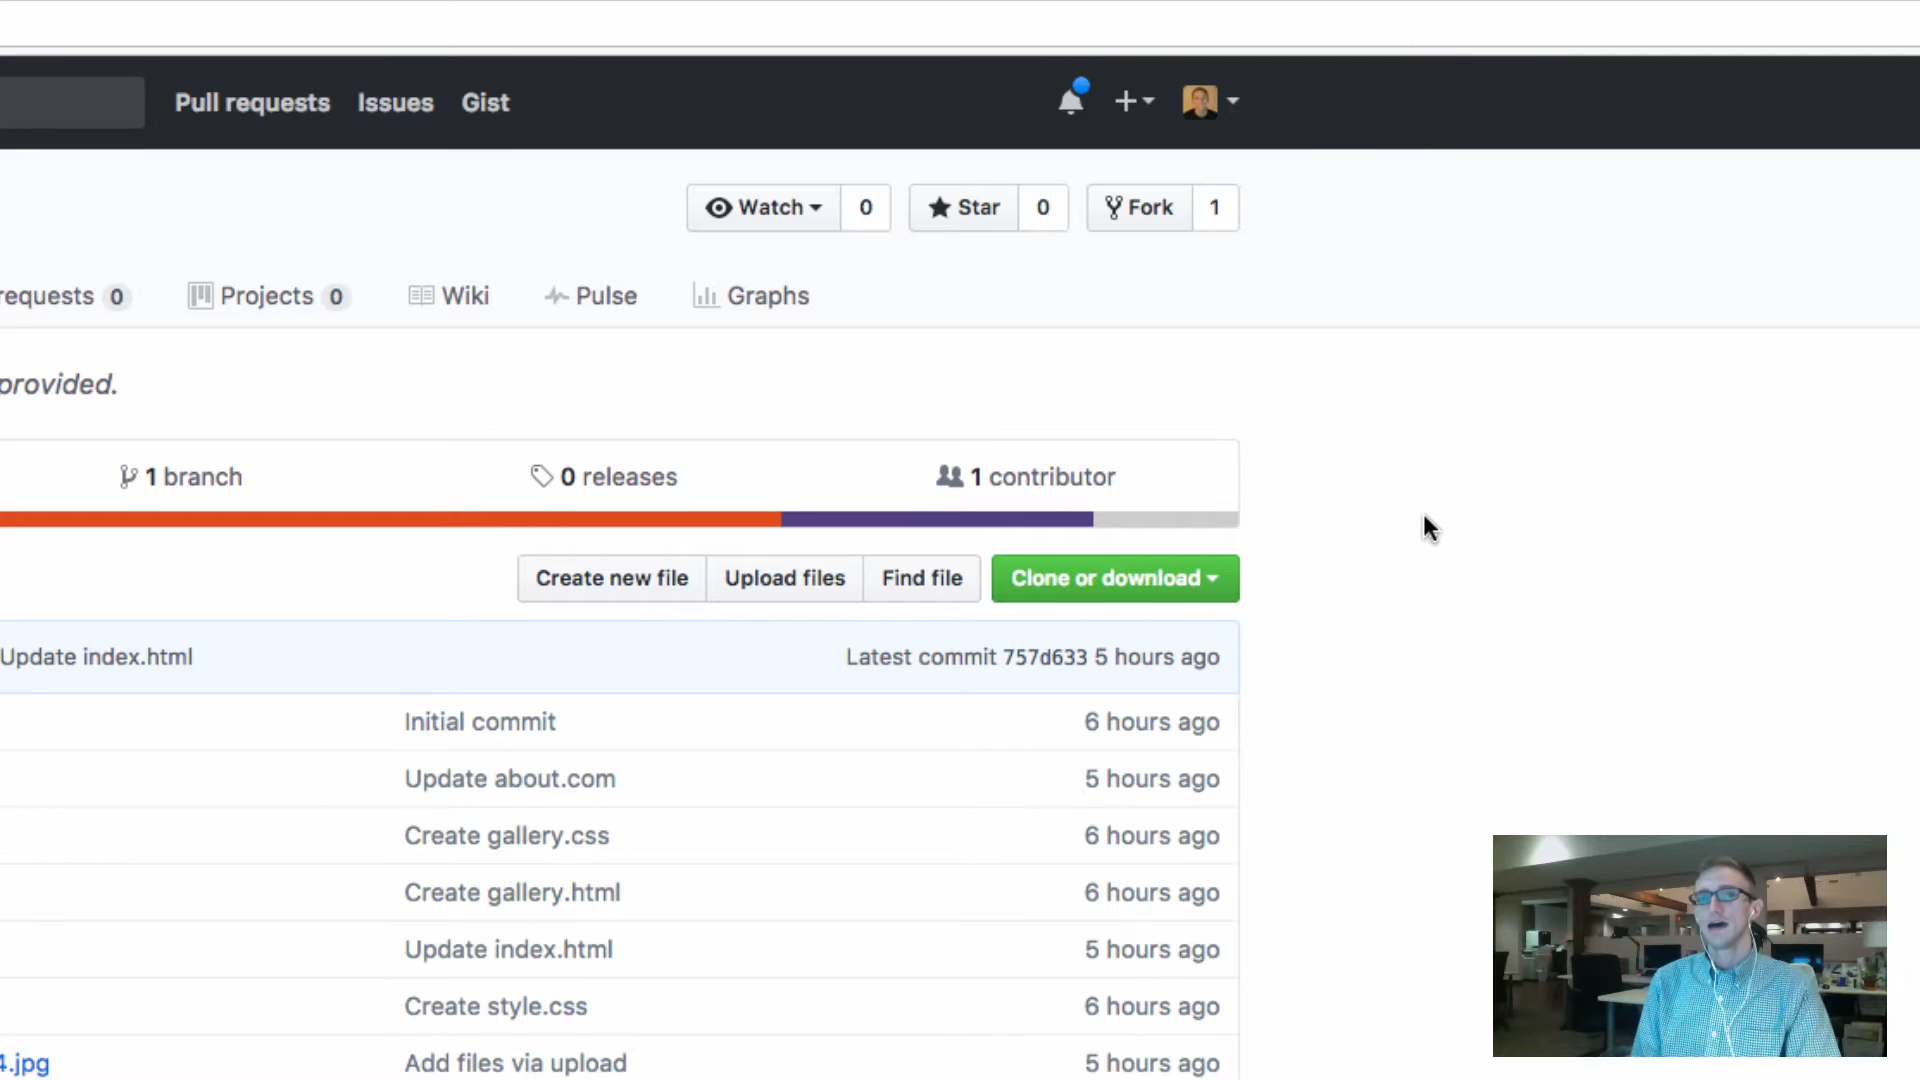 Pull requests Issues Gist
Watch 0 Star 0 Fork 1
requests 0 Projects 0 Wiki Pulse Graphs
provided.
1 branch 0 releases 1 contributor
Create new file Upload files Find file Clone or download
Update index.html Latest commit 757d633 5 hours ago
Initial commit 6 hours ago
Update about.com 5 hours ago
Create gallery.css 6 hours ago
Create gallery.html 6 hours ago
Update index.html 5 hours ago
Create style.css 6 hours ago
4.jpg Add files via upload 5 hours ago